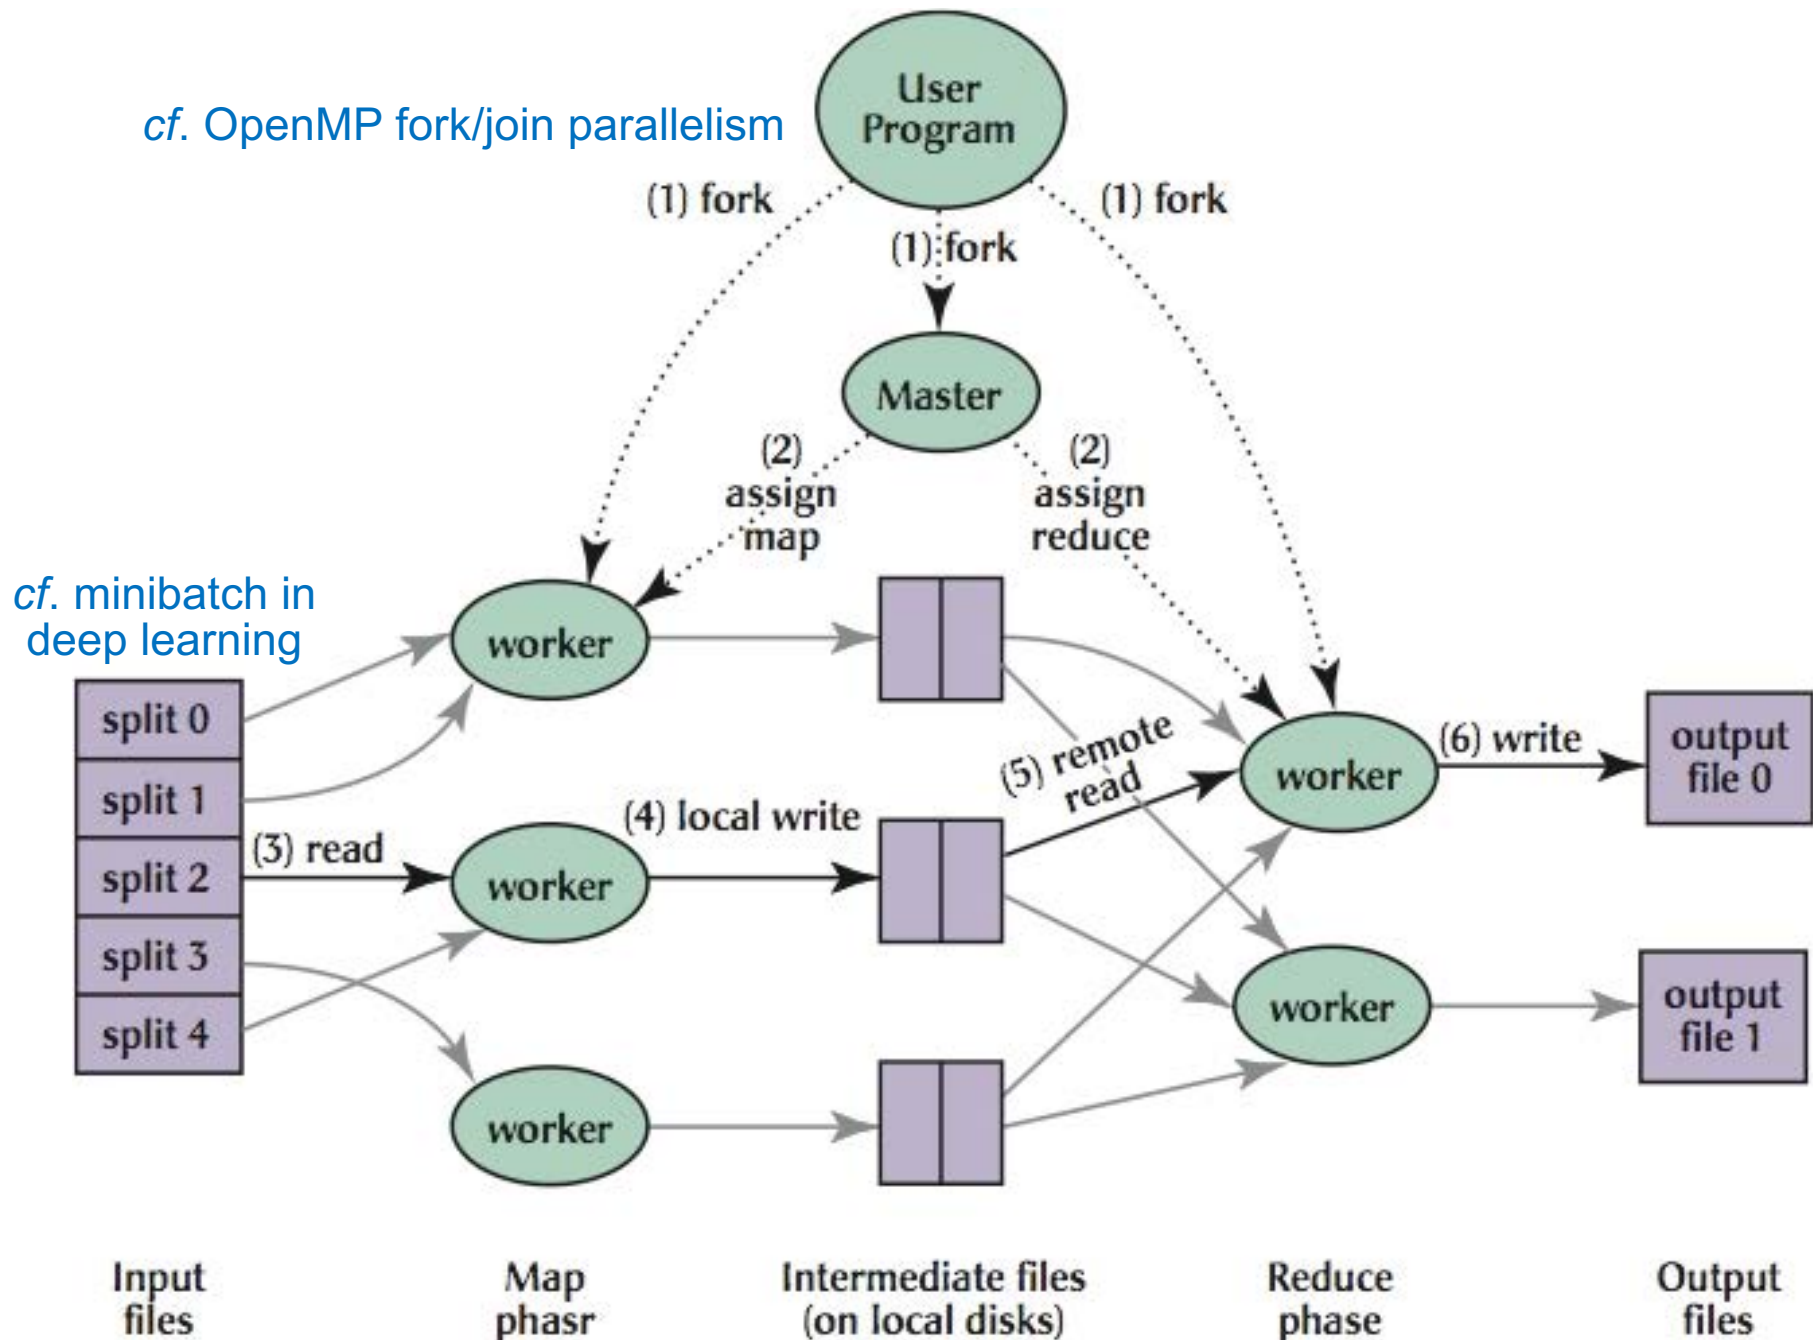 User
Program
cf. OpenMP fork/join parallelism
(1) fork
(1) fork
(1) fork
Master
(2)
assign
map
(2)
assign
reduce
cf. minibatch in
deep learning
worker
split 0
split 1
split 2
split 3
split 4
(3) read
worker
(4) local write
(5) remote
read
worker
(6) write
output
file 0
worker
output
file 1
worker
Input
files
Map
phasr
Intermediate files
(on local disks)
Reduce
phase
Output
files